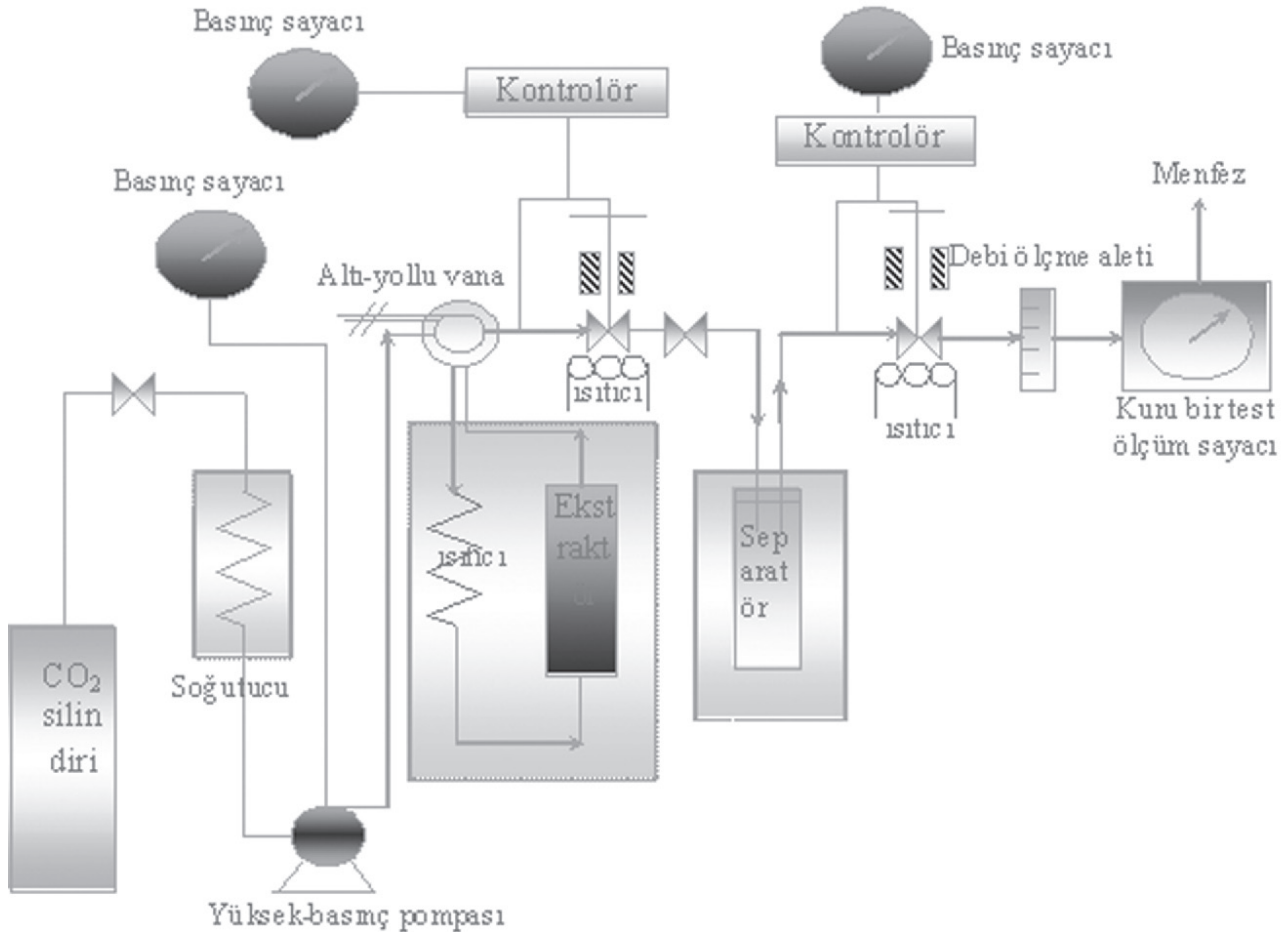 Basınç sayacı
Kontrolör
Basınç sayacı
Kontrolör
Basınç sayacı
Menfez
Altı-yollu vana
Debi ölçme aleti
ısıtıcı
ısıtıcı
Kuru bir test
ölçüm sayacı
Ekst
rakt
ör
ısıtıcı
Sep
arat
ör
CO₂
silin
diri
Soğutucu
Yüksek-basınç pompası